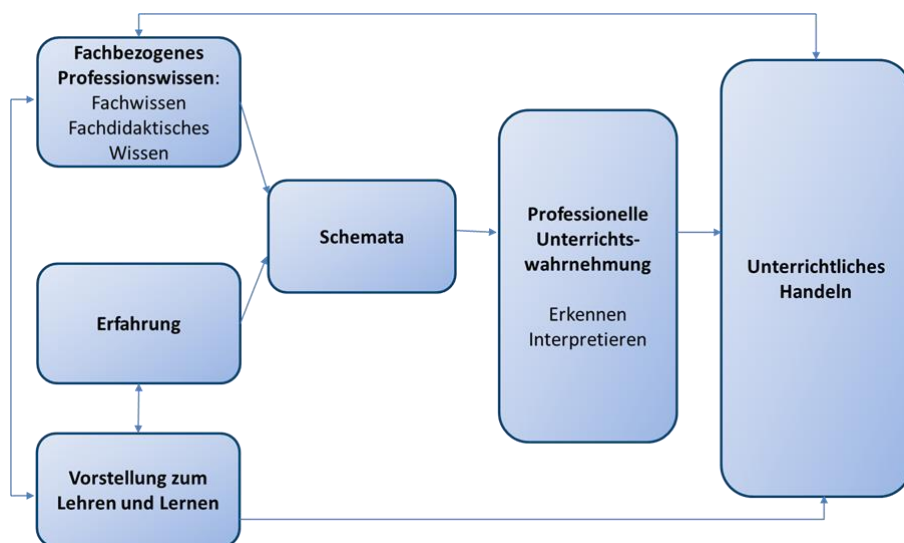 Fachbezogenes
Professionswissen:
Fachwissen
Fachdidaktisches
Wissen
Schemata
Erfahrung
Vorstellung zum
Lehren und Lernen
Professionelle
Unterrichts-
wahrnehmung
Erkennen
Interpretieren
Unterrichtliches
Handeln